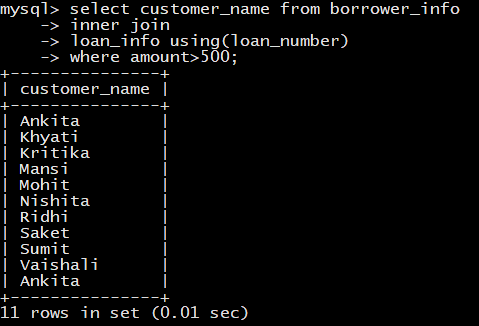 mysql> select customer_name from borrower_info
    -> inner join
    -> loan_info using(loan_number)
    -> where amount>500;
+---------------+
| customer_name |
+---------------+
| Ankita        |
| Khyati        |
| Kritika       |
| Mansi         |
| Mohit         |
| Nishita       |
| Ridhi         |
| Saket         |
| Sumit         |
| Vaishali      |
| Ankita        |
+---------------+
11 rows in set (0.01 sec)